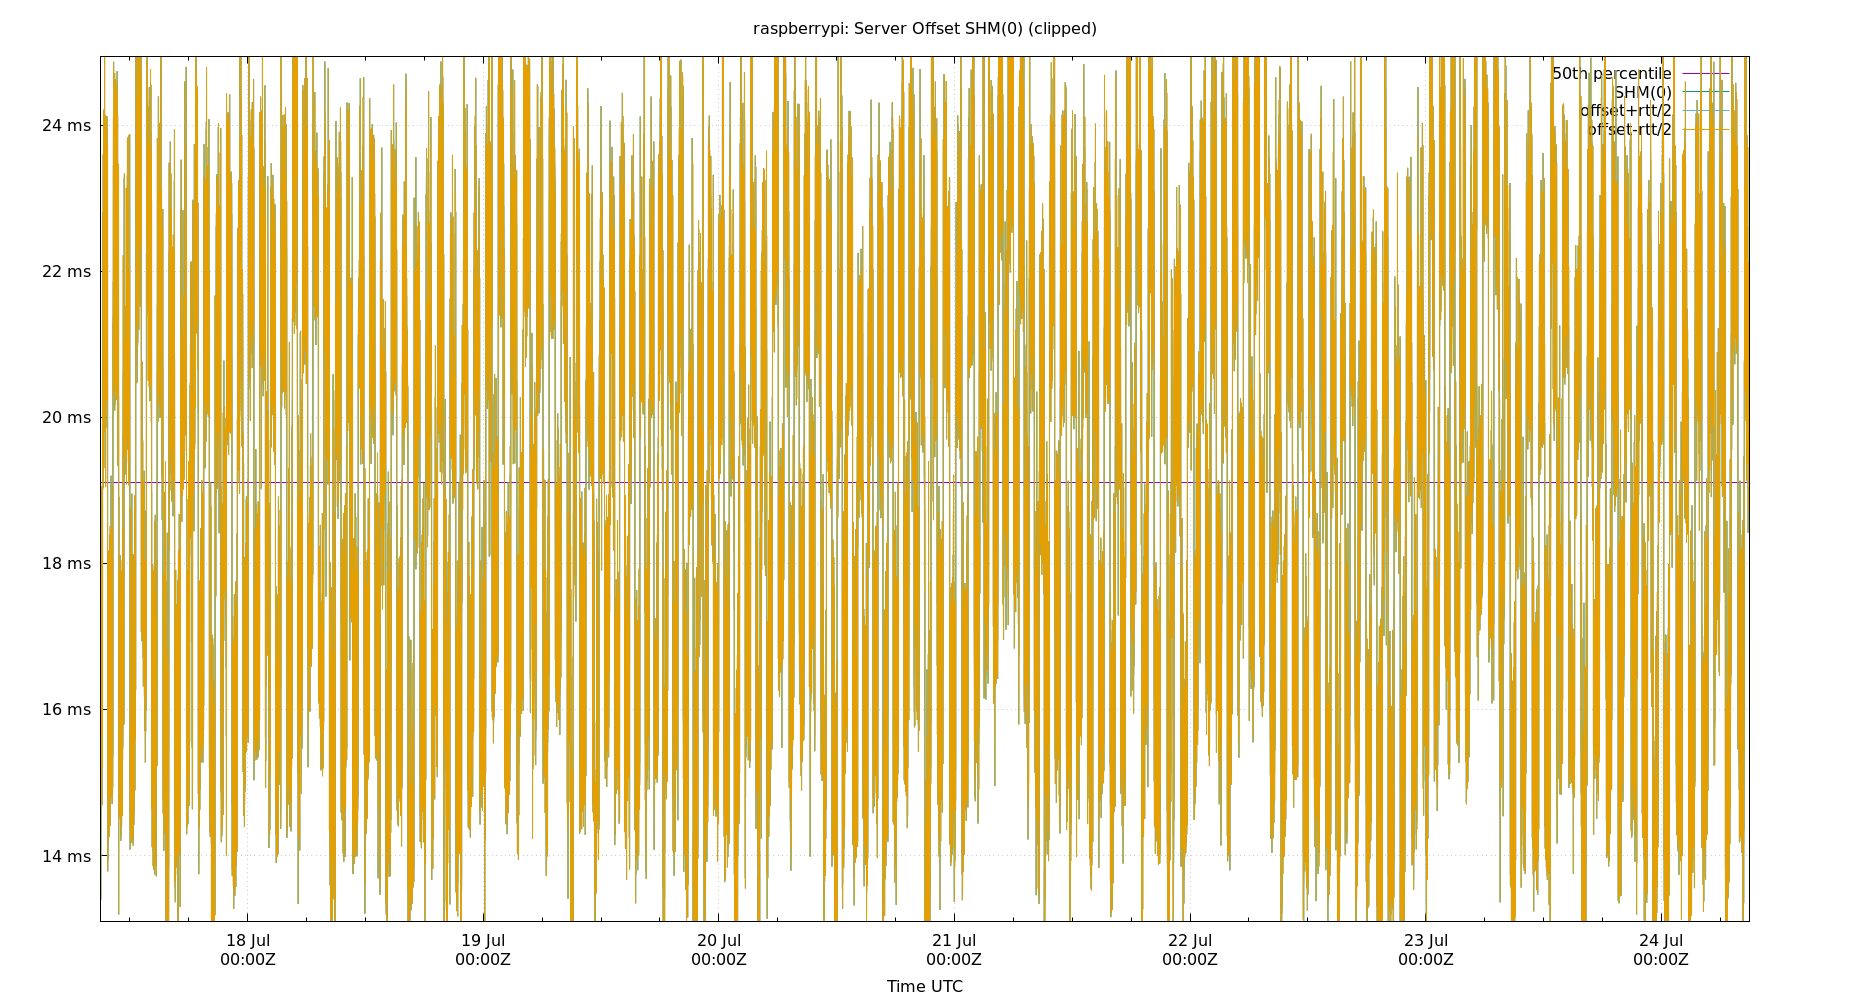 raspberrypi: Server Offset SHM(0) (clipped)
50th percentile
SHM(0)
offset+rtt/2
offset-rtt/2
24 ms
22 ms
20 ms
18 ms
16 ms
14 ms
18 Jul 19 Jul 20 Jul 21 Jul 22 Jul 23 Jul 24 Jul
00:00Z 00:00Z 00:00Z 00:00Z 00:00Z 00:00Z 00:00Z
Time UTC